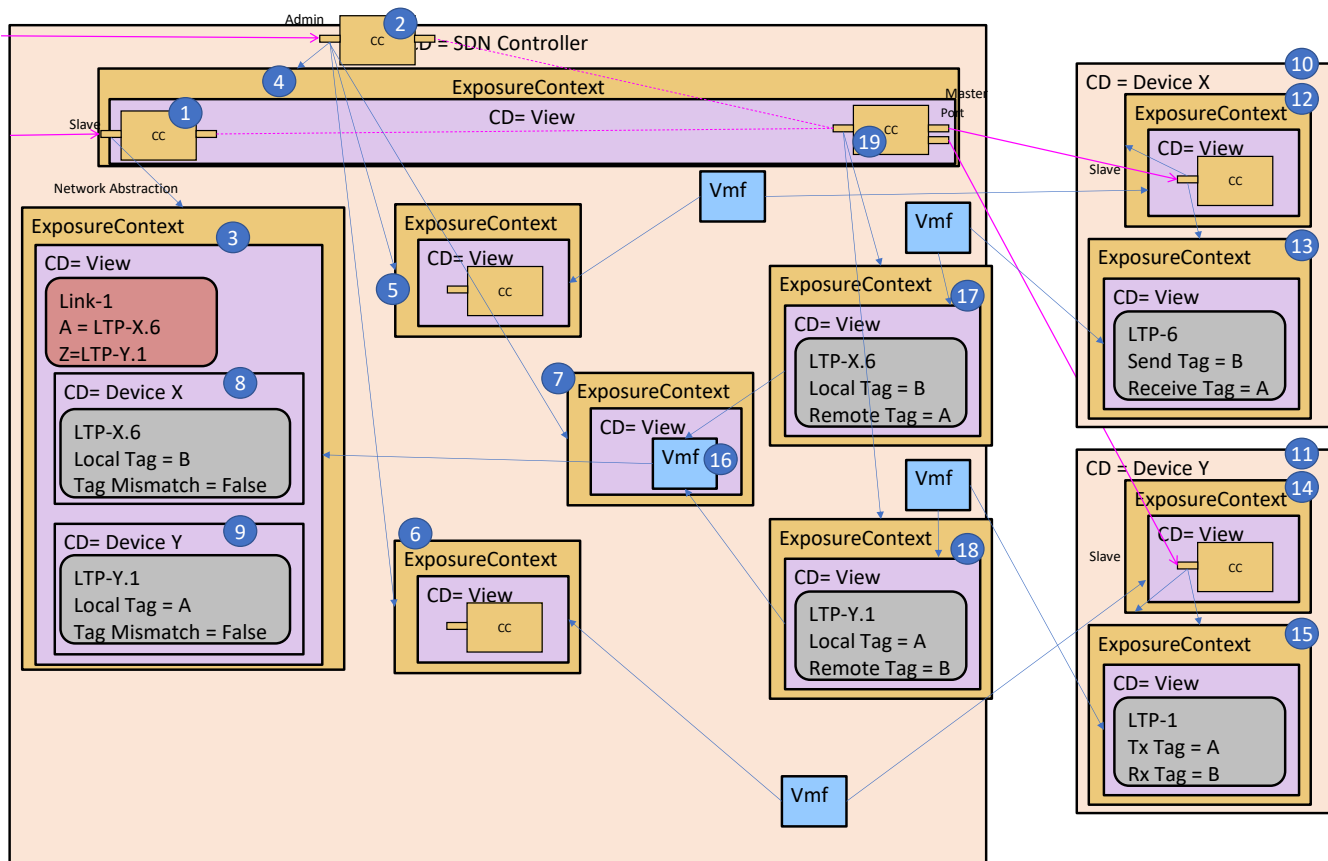 Admin
2
CC
CD = SDN Controller
4
ExposureContext
Master
Port
1
Slave
CC
CD= View
CC
19
Network Abstraction
ExposureContext
3
CD= View
Link-1
A = LTP-X.6
Z=LTP-Y.1
8
CD= Device X
LTP-X.6
Local Tag = B
Tag Mismatch = False
9
CD= Device Y
LTP-Y.1
Local Tag = A
Tag Mismatch = False
ExposureContext
CD= View
CC
5
7
ExposureContext
CD= View
Vmf
16
6
ExposureContext
CD= View
CC
Vmf
Vmf
ExposureContext
17
CD= View
LTP-X.6
Local Tag = B
Remote Tag = A
Vmf
ExposureContext
18
CD= View
LTP-Y.1
Local Tag = A
Remote Tag = B
Vmf
10
CD = Device X
12
ExposureContext
CD= View
Slave
CC
13
ExposureContext
CD= View
LTP-6
Send Tag = B
Receive Tag = A
11
CD = Device Y
14
ExposureContext
CD= View
Slave
CC
15
ExposureContext
CD= View
LTP-1
Tx Tag = A
Rx Tag = B